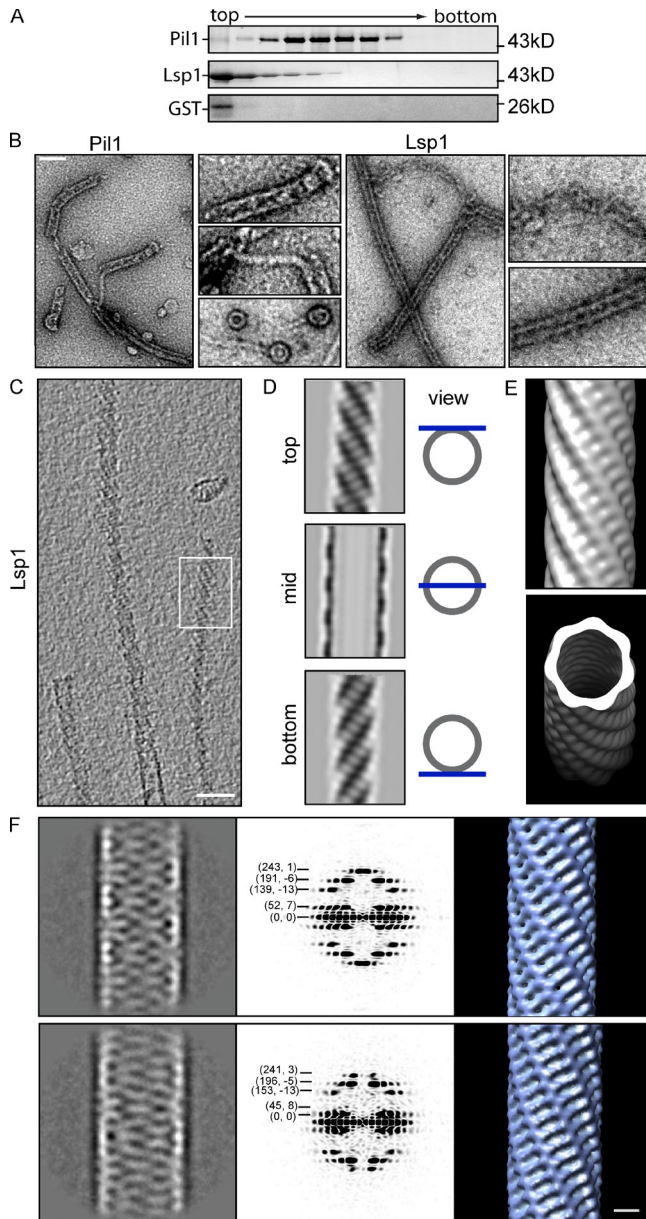 A
top
bottom
Pil1
43kD
Lsp1
43kD
GST
26kD
B
Pil1
Lsp1
C
D
view
E
top
Lsp1
mid
bottom
F
(243, 1)
(191, -6)
(139, -13)
(52, 7)
(0, 0)
(241, 3)
(196, -5)
(153, -13)
(45, 8)
(0, 0)